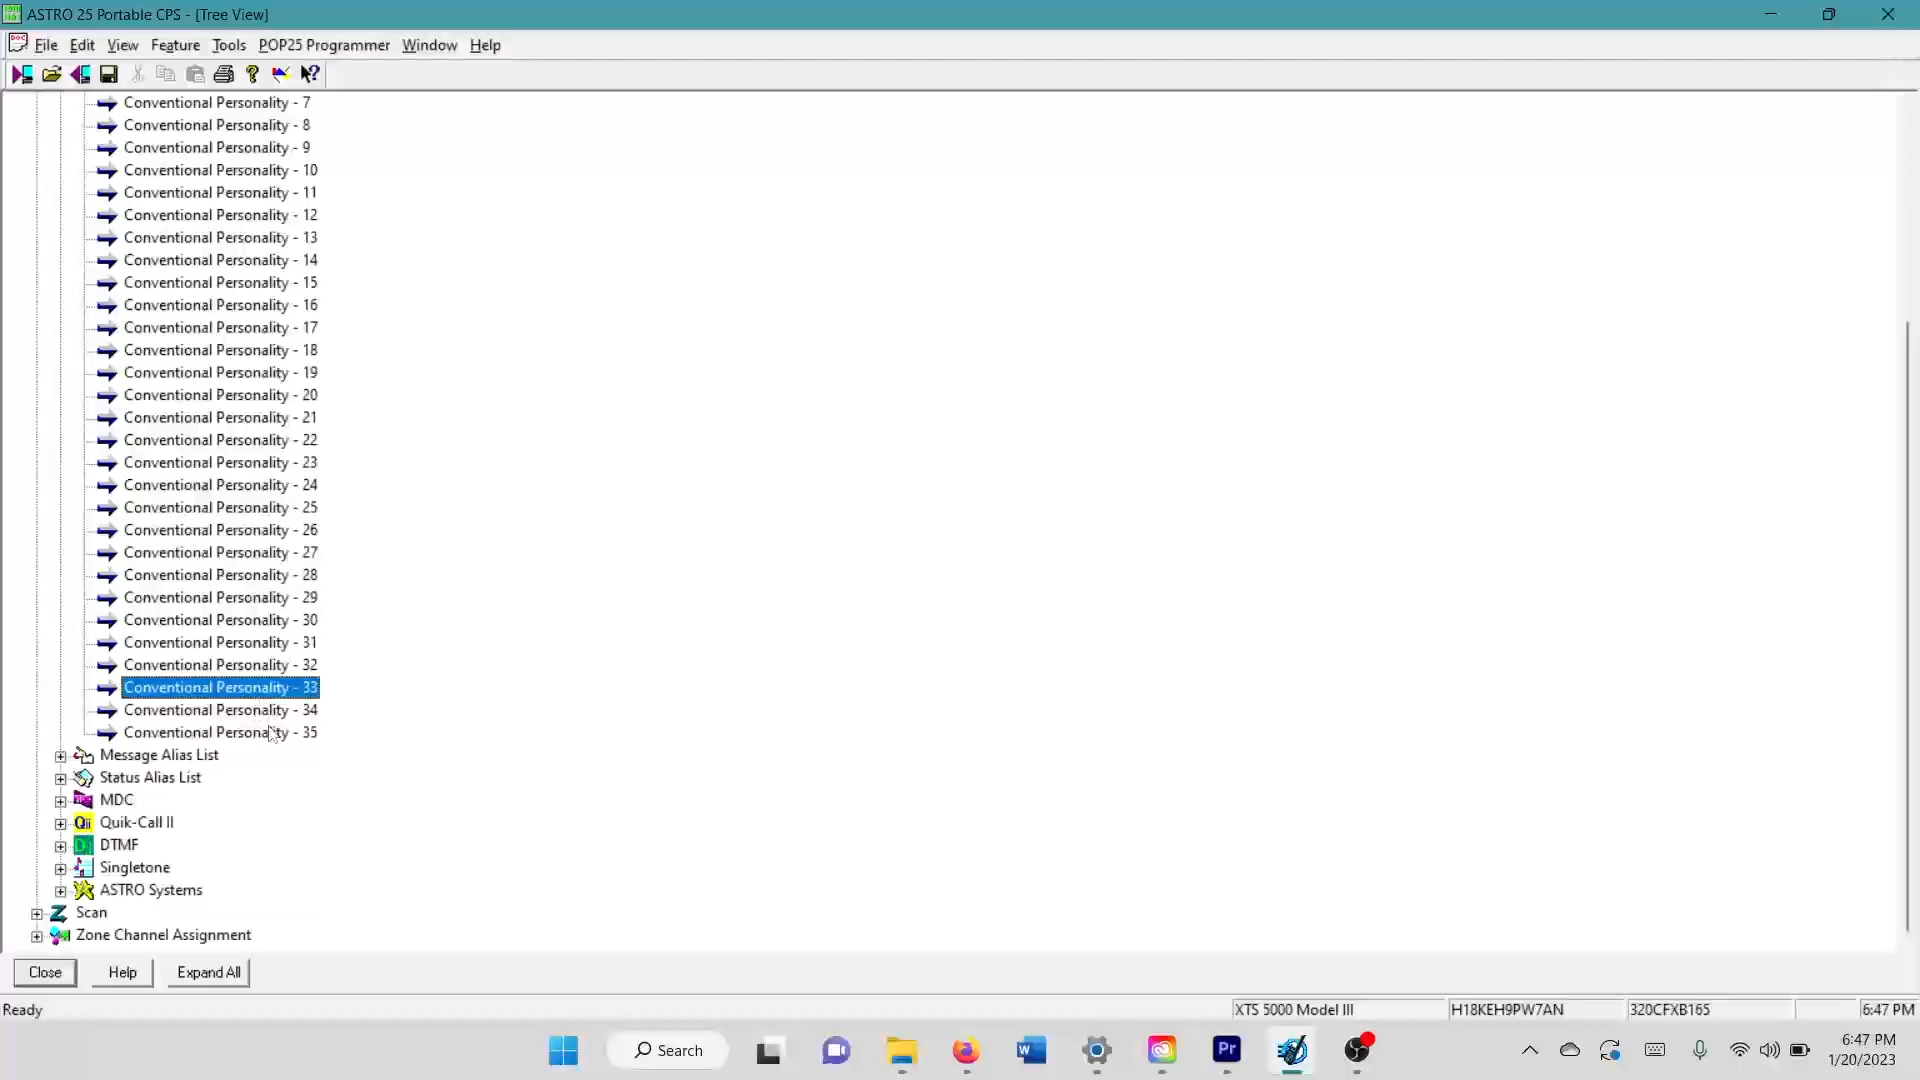 ASTRO 25 Portable CPS - [Tree View]
File Edit View Feature Tools POP25 Programmer Window Help
Conventional Personality - 7
Conventional Personality - 8
Conventional Personality - 9
Conventional Personality - 10
Conventional Personality - 11
Conventional Personality - 12
Conventional Personality - 13
Conventional Personality - 14
Conventional Personality - 15
Conventional Personality - 16
Conventional Personality - 17
Conventional Personality - 18
Conventional Personality - 19
Conventional Personality - 20
Conventional Personality - 21
Conventional Personality - 22
Conventional Personality - 23
Conventional Personality - 24
Conventional Personality - 25
Conventional Personality - 26
Conventional Personality - 27
Conventional Personality - 28
Conventional Personality - 29
Conventional Personality - 30
Conventional Personality - 31
Conventional Personality - 32
Conventional Personality - 33
Conventional Personality - 34
Conventional Personality - 35
Message Alias List
Status Alias List
MDC
Quik-Call II
DTMF
Singletone
ASTRO Systems
Scan
Zone Channel Assignment
Close Help Expand All
Ready XTS 5000 Model III H18KEH9PW7AN 320CFXB165 6:47 PM
Search
6:47 PM
1/20/2023